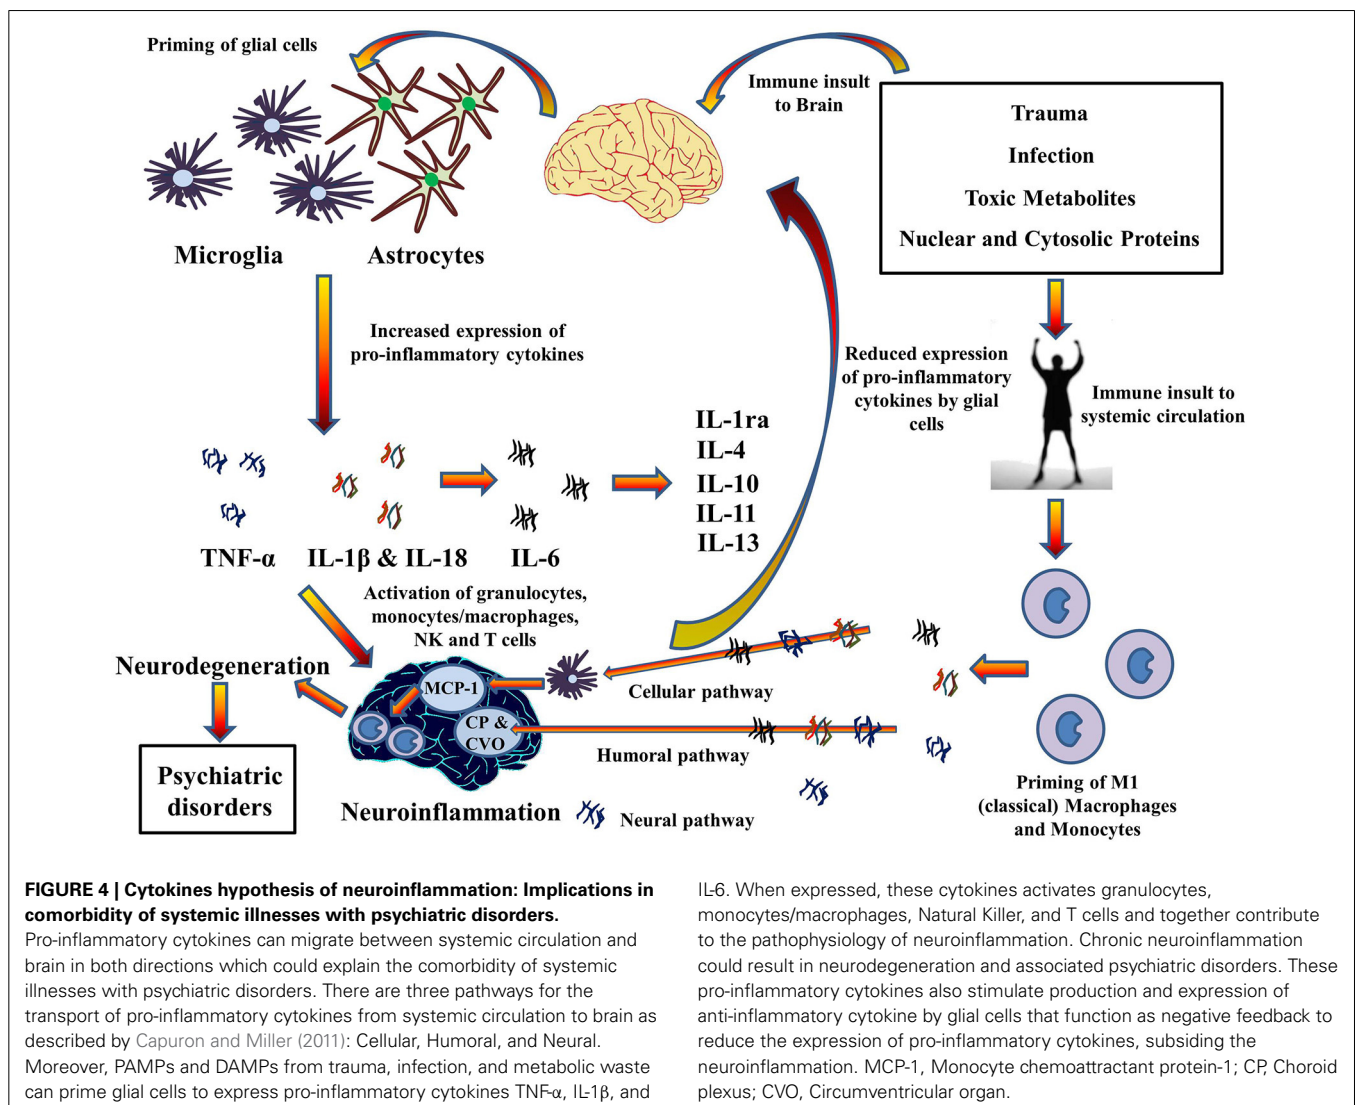 Priming of glial cells
Immune insult
to Brain
Trauma
Infection
Toxic Metabolites
Nuclear and Cytosolic Proteins
Microglia
Astrocytes
Increased expression of
pro-inflammatory cytokines
Reduced expression
of pro-inflammatory
cytokines by glial
cells
Immune insult to
systemic circulation
IL-1ra
IL-4
IL-10
IL-11
IL-13
TNF-α
IL-1β & IL-18
IL-6
Activation of granulocytes,
monocytes/macrophages,
NK and T cells
Neurodegeneration
MCP-1
CP &
CVO
Cellular pathway
Humoral pathway
Psychiatric
disorders
Neuroinflammation
Neural pathway
Priming of M1
(classical) Macrophages
and Monocytes
FIGURE 4 | Cytokines hypothesis of neuroinflammation: Implications in
comorbidity of systemic illnesses with psychiatric disorders.
Pro-inflammatory cytokines can migrate between systemic circulation and
brain in both directions which could explain the comorbidity of systemic
illnesses with psychiatric disorders. There are three pathways for the
transport of pro-inflammatory cytokines from systemic circulation to brain as
described by Capuron and Miller (2011): Cellular, Humoral, and Neural.
Moreover, PAMPs and DAMPs from trauma, infection, and metabolic waste
can prime glial cells to express pro-inflammatory cytokines TNF-α, IL-1β, and
IL-6. When expressed, these cytokines activates granulocytes,
monocytes/macrophages, Natural Killer, and T cells and together contribute
to the pathophysiology of neuroinflammation. Chronic neuroinflammation
could result in neurodegeneration and associated psychiatric disorders. These
pro-inflammatory cytokines also stimulate production and expression of
anti-inflammatory cytokine by glial cells that function as negative feedback to
reduce the expression of pro-inflammatory cytokines, subsiding the
neuroinflammation. MCP-1, Monocyte chemoattractant protein-1; CP, Choroid
plexus; CVO, Circumventricular organ.